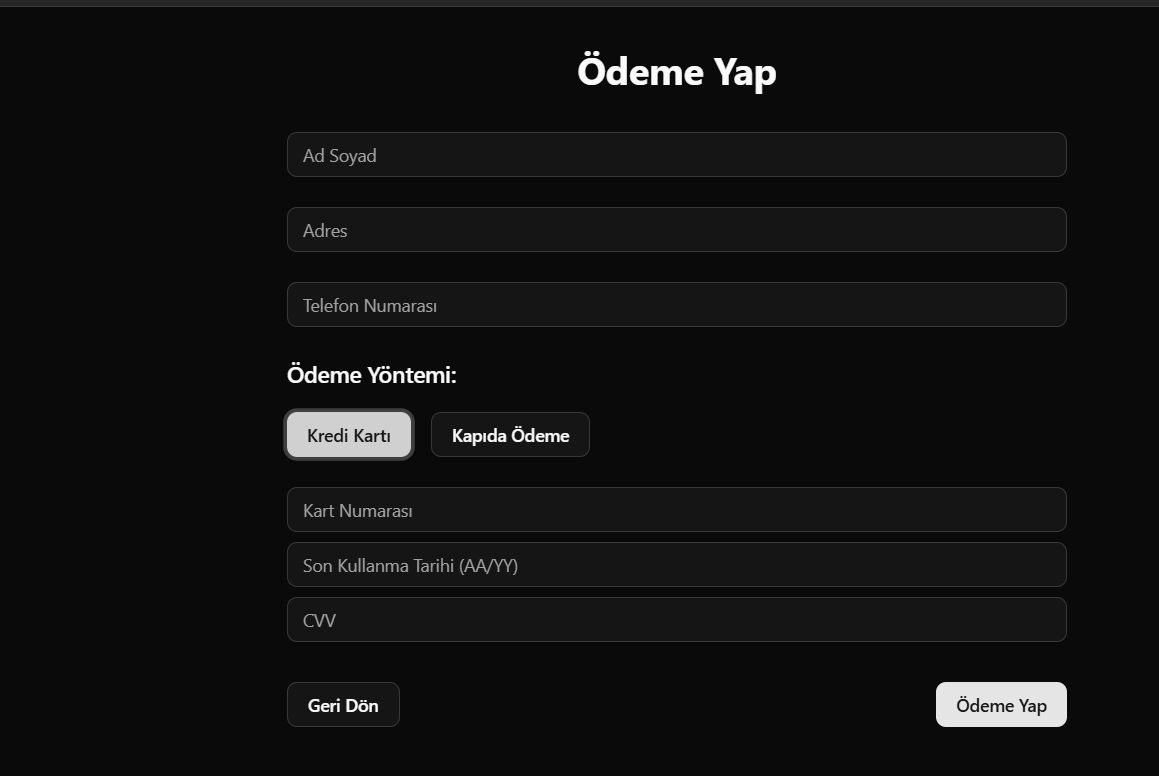 Ödeme Yap
Ad Soyad
Adres
Telefon Numarası
Ödeme Yöntemi:
Kredi Kartı Kapıda Ödeme
Kart Numarası
Son Kullanma Tarihi (AA/YY)
CVV
Geri Dön Ödeme Yap